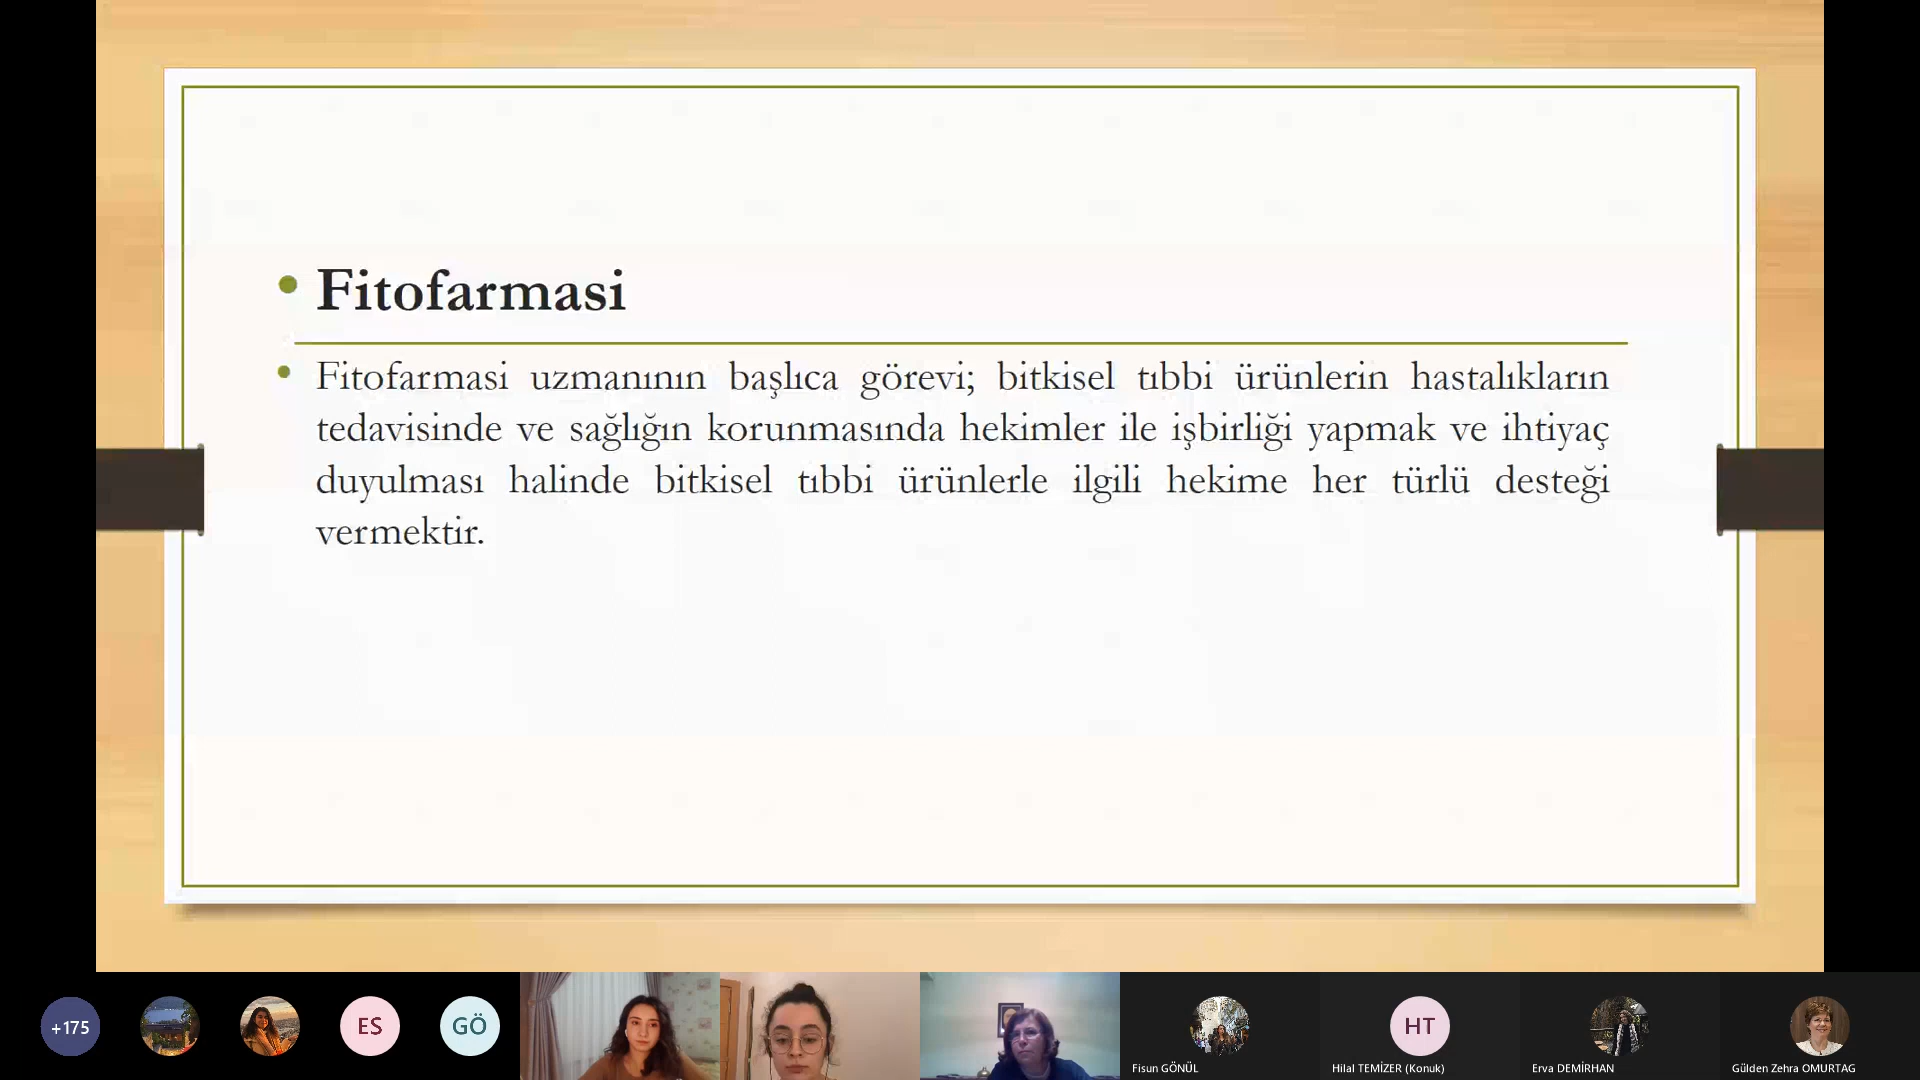 Fitofarmasi
Fitofarmasi uzmanının başlıca görevi; bitkisel tıbbi ürünlerin hastalıkların
tedavisinde ve sağlığın korunmasında hekimler ile işbirliği yapmak ve ihtiyaç
duyulması halinde bitkisel tıbbi ürünlerle ilgili hekime her türlü desteği
vermektir.
+175
ES
GÖ
HT
Fisun GÖNÜL
Hilal TEMİZER (Konuk)
Erva DEMİRHAN
Gülden Zehra OMURTAG